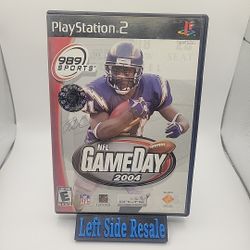 PlayStation 2
989
SPORTS
NFL
GAMEDAY
2004
E
Left Side Resale